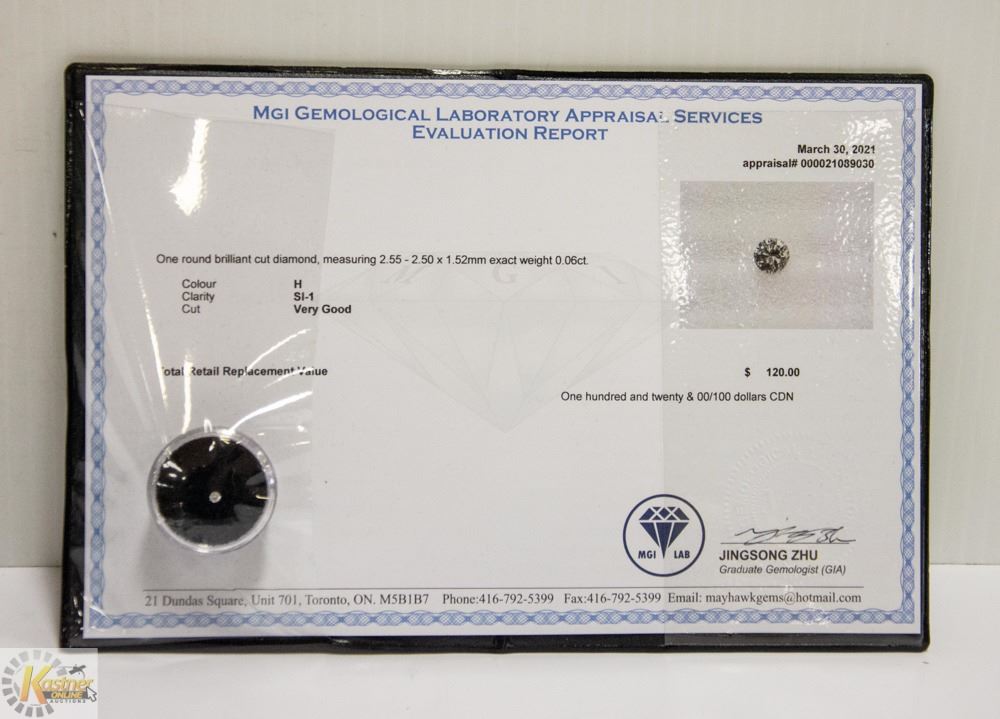 MGI GEMOLOGICAL LABORATORY APPRAISAL SERVICES
EVALUATION REPORT
March 30, 2021
appraisal# 000021089030
One round brilliant cut diamond, measuring 2.55 - 2.50 x 1.52mm exact weight 0.06ct.
Colour H
Clarity SI-1
Cut Very Good
M G I
Total Retail Replacement Value $ 120.00
One hundred and twenty & 00/100 dollars CDN
MGI LAB
JINGSONG ZHU
Graduate Gemologist (GIA)
21 Dundas Square, Unit 701, Toronto, ON. M5B1B7 Phone:416-792-5399 Fax:416-792-5399 Email: mayhawkgems@hotmail.com
Kastner
ONLINE
AUCTIONS